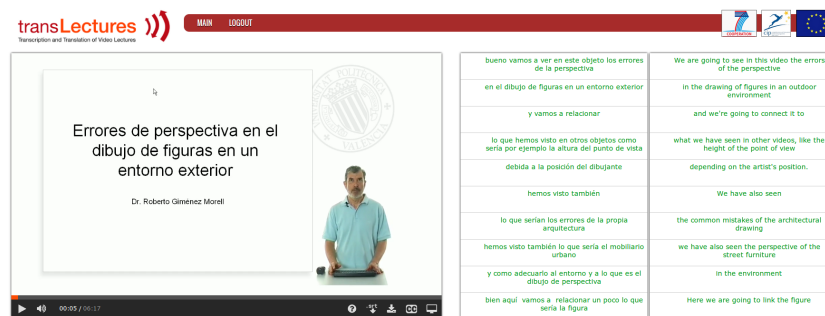 transLectures
Transcription and Translation of Video Lectures
MAIN LOGOUT
7
COOPERATION
Errores de perspectiva en el
dibujo de figuras en un
entorno exterior
Dr. Roberto Giménez Morell
00:05 / 06:17
bueno vamos a ver en este objeto los errores
de la perspectiva
We are going to see in this video the errors
of the perspective
en el dibujo de figuras en un entorno exterior
in the drawing of figures in an outdoor
environment
y vamos a relacionar
and we're going to connect it to
lo que hemos visto en otros objetos como
sería por ejemplo la altura del punto de vista
what we have seen in other videos, like the
height of the point of view
debida a la posición del dibujante
depending on the artist's position.
hemos visto también
We have also seen
lo que serían los errores de la propia
arquitectura
the common mistakes of the architectural
drawing
hemos visto también lo que sería el mobiliario
urbano
we have also seen the perspective of the
street furniture
y como adecuarlo al entorno y a lo que es el
dibujo de perspectiva
in the environment
bien aquí vamos a relacionar un poco lo que
sería la figura
Here we are going to link the figure